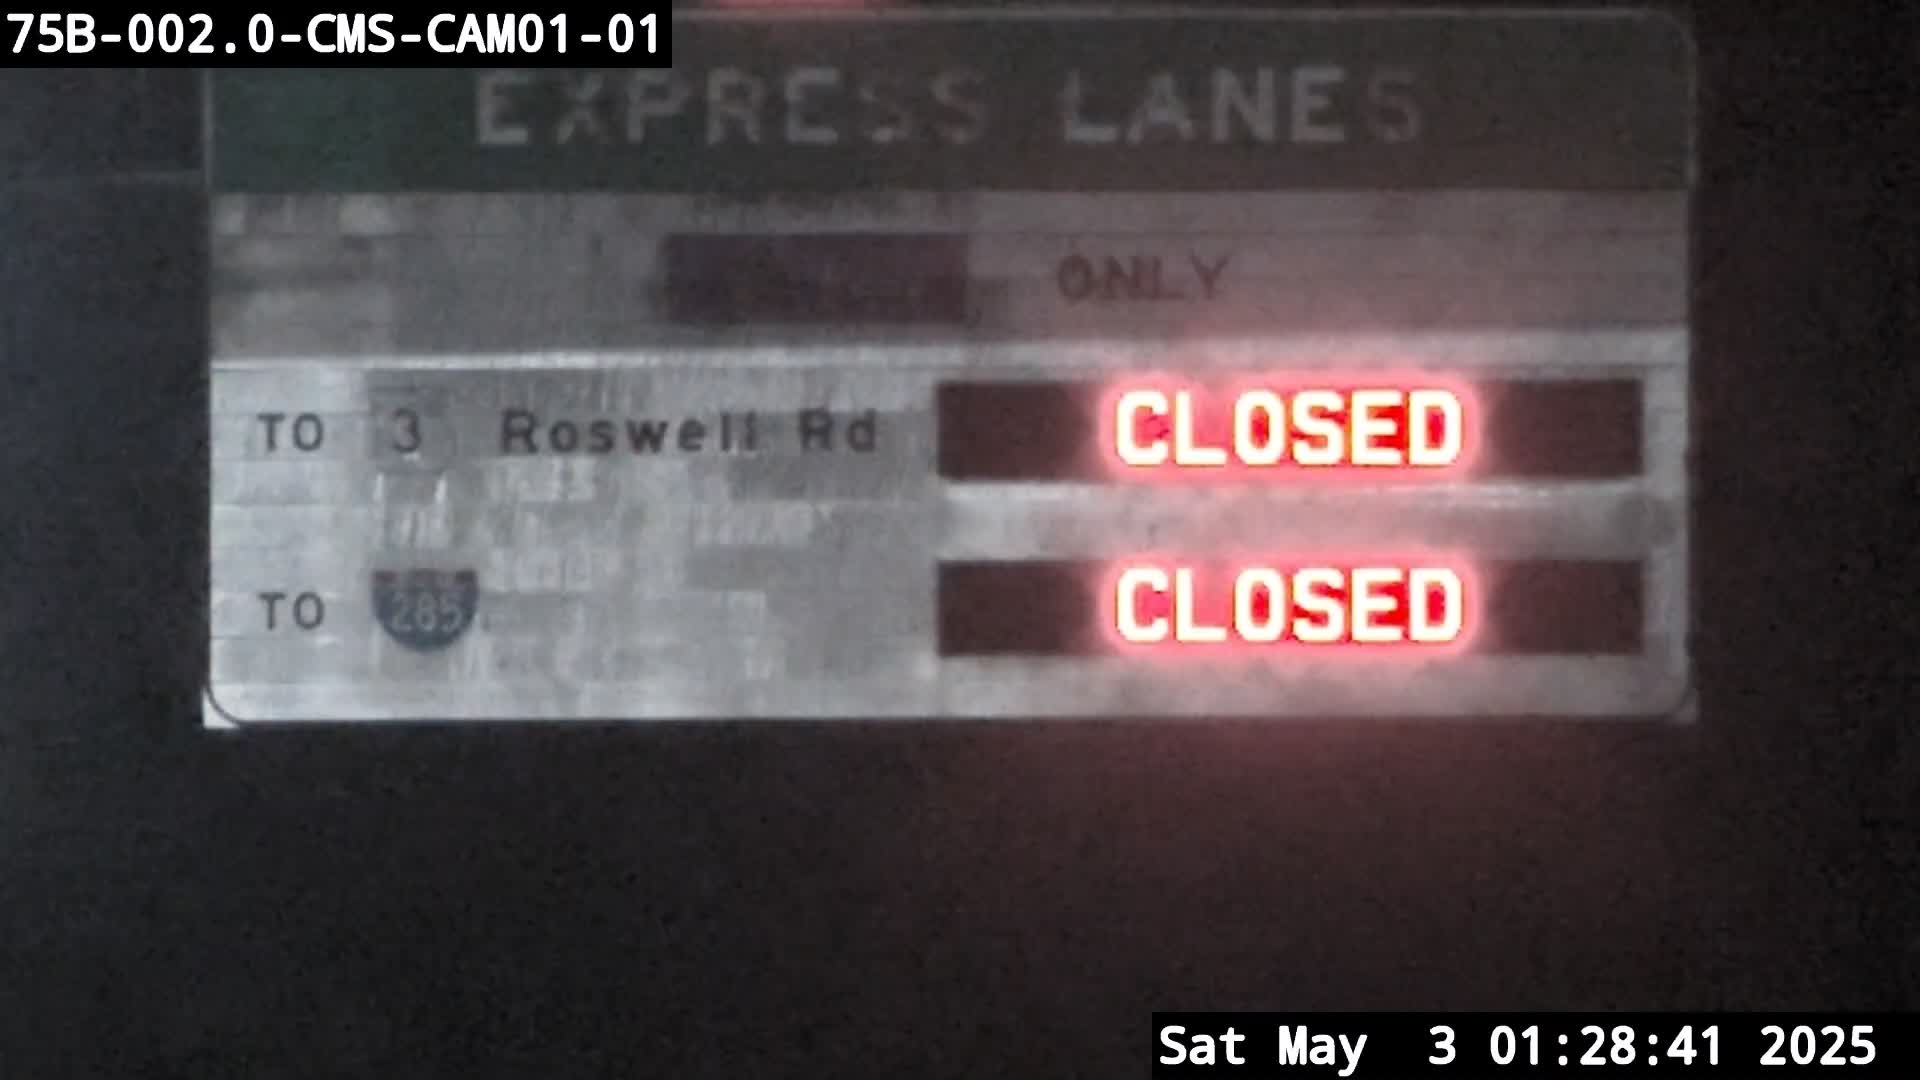 75B-002.0-CMS-CAM01-01
EXPRESS LANES
ONLY
TO 3 Roswell Rd CLOSED
TO 285 CLOSED
Sat May 3 01:28:41 2025